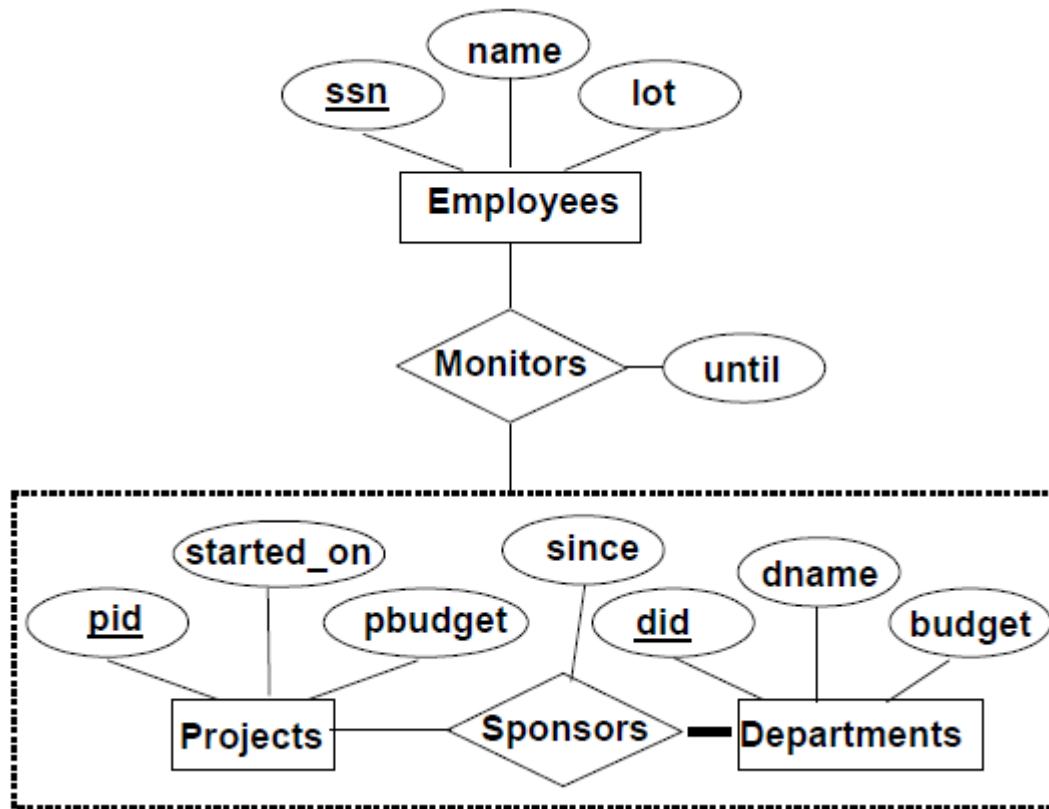 name
ssn
lot
Employees
Monitors
until
started_on
since
dname
pid
pbudget
did
budget
Projects
Sponsors
Departments